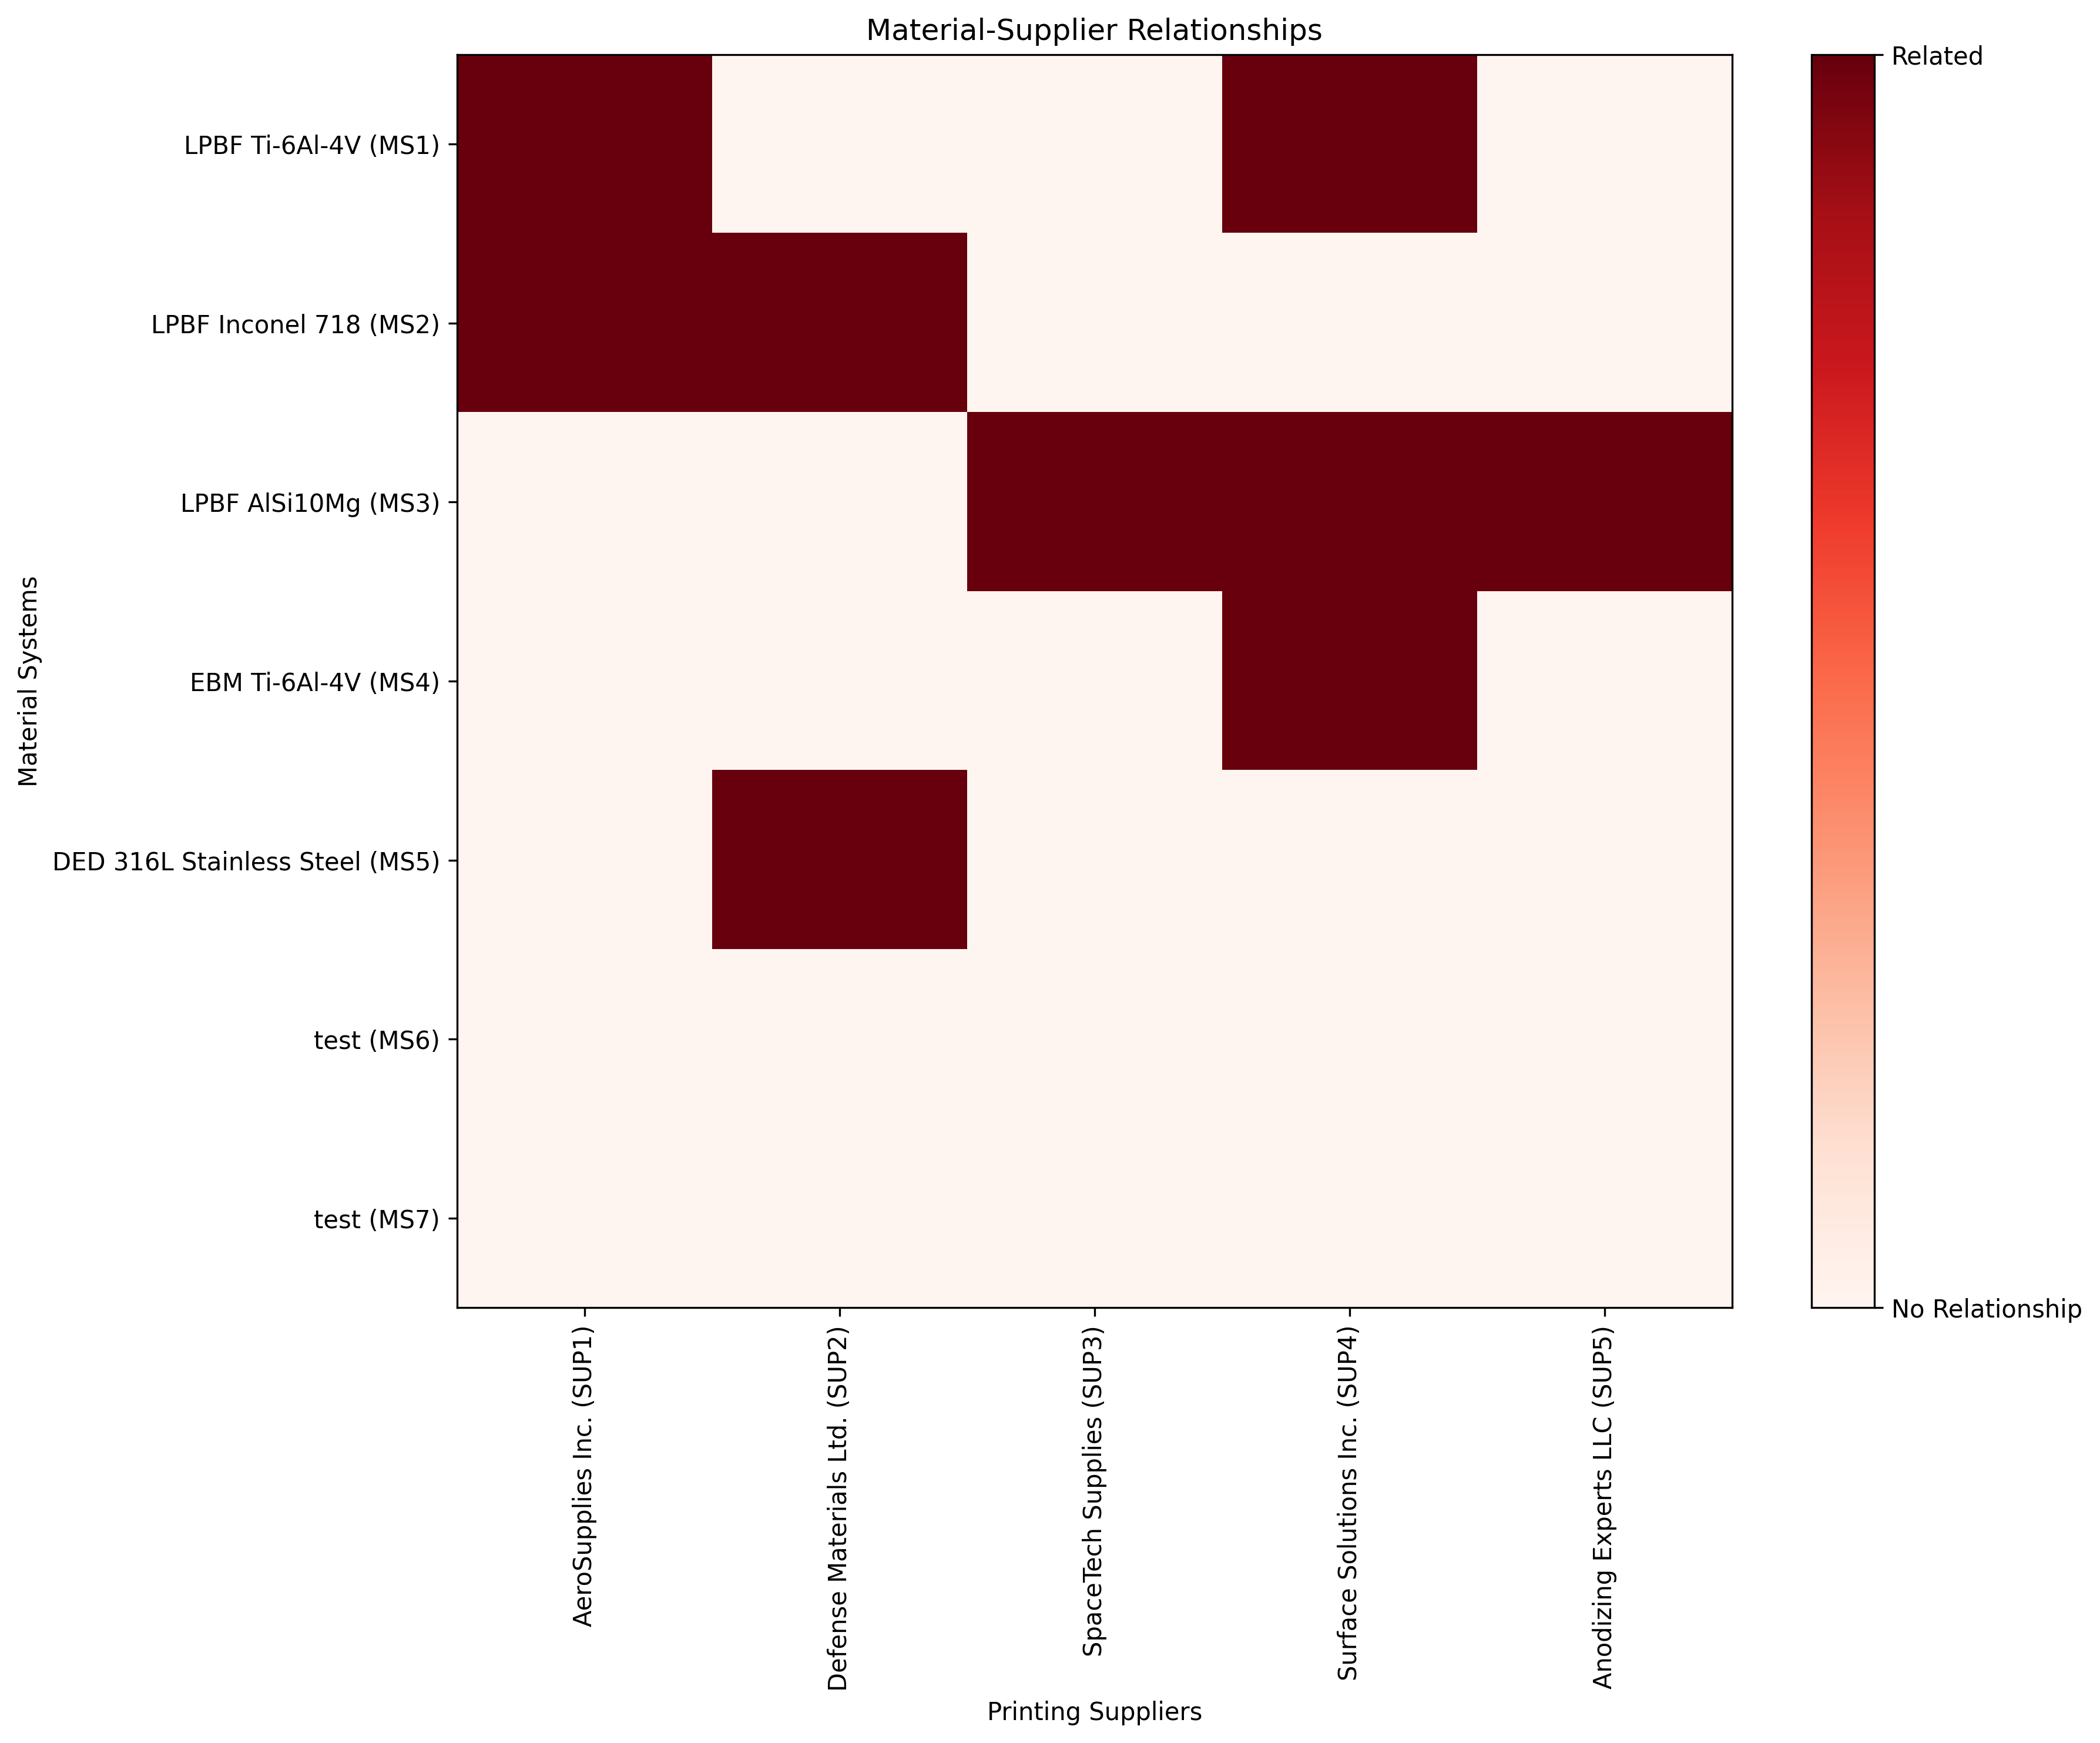 Material-Supplier Relationships
Related
LPBF Ti-6Al-4V (MS1)
LPBF Inconel 718 (MS2)
LPBF AlSi10Mg (MS3)
EBM Ti-6Al-4V (MS4)
DED 316L Stainless Steel (MS5)
test (MS6)
test (MS7)
Material Systems
No Relationship
AeroSupplies Inc. (SUP1)
Defense Materials Ltd. (SUP2)
SpaceTech Supplies (SUP3)
Surface Solutions Inc. (SUP4)
Anodizing Experts LLC (SUP5)
Printing Suppliers